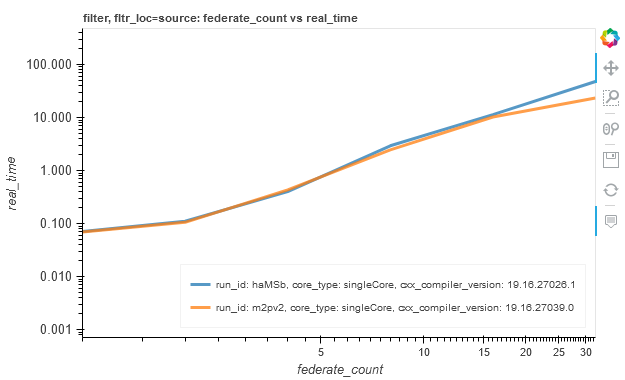 filter, fltr_loc=source: federate_count vs real_time
100.000
10.000
1.000
0.100
0.010
0.001
real_time
run_id: haMSb, core_type: singleCore, cxx_compiler_version: 19.16.27026.1
run_id: m2pv2, core_type: singleCore, cxx_compiler_version: 19.16.27039.0
5 10 15 20 25 30
federate_count